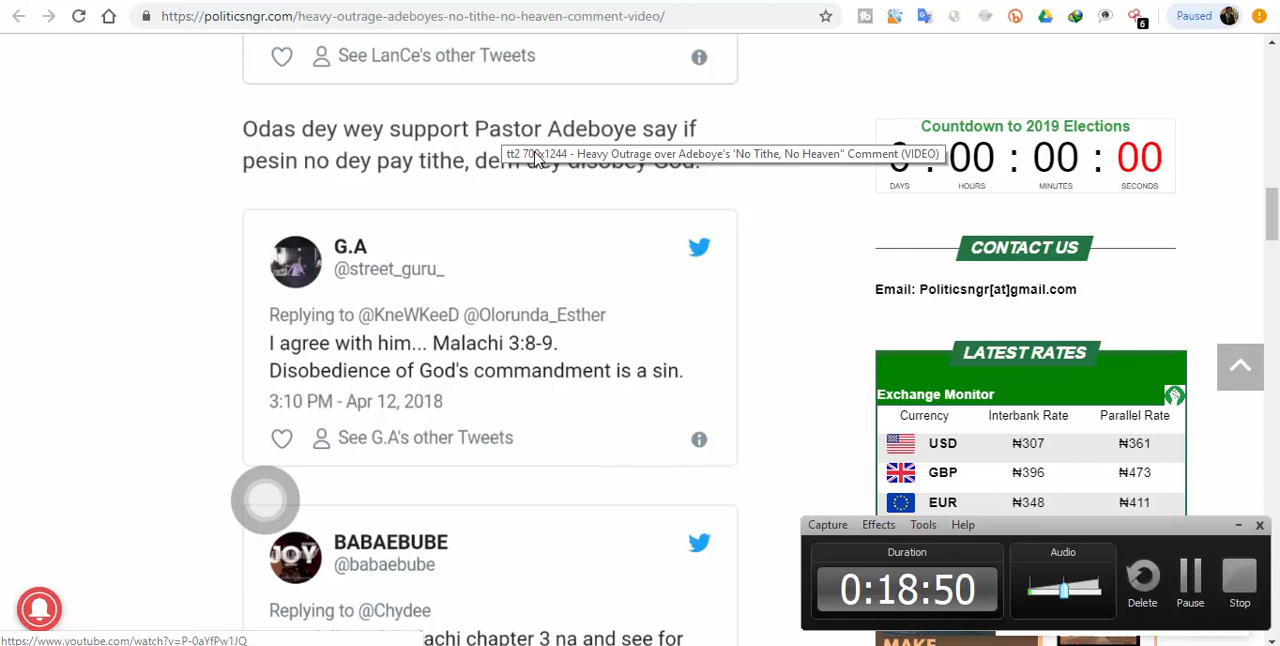 https://politicsngr.com/heavy-outrage-adeboyes-no-tithe-no-heaven-comment-video/
6
Paused
See LanCe's other Tweets
Odas dey wey support Pastor Adeboye say if
pesin no dey pay tithe, dem dey disobey God.
tt2 700x1244 - Heavy Outrage over Adeboye's 'No Tithe, No Heaven" Comment (VIDEO)
G.A
@street_guru_
Replying to @KneWKeeD @Olorunda_Esther
I agree with him... Malachi 3:8-9.
Disobedience of God's commandment is a sin.
3:10 PM - Apr 12, 2018
See G.A's other Tweets
JOY
BABAEBUBE
@babaebube
Replying to @Chydee
achi chapter 3 na and see for
https://www.youtube.com/watch?v=P-0aYfPw1JQ
Countdown to 2019 Elections
0 : 00 : 00 : 00
DAYS HOURS MINUTES SECONDS
CONTACT US
Email: Politicsngr[at]gmail.com
LATEST RATES
Exchange Monitor
Currency Interbank Rate Parallel Rate
USD ₦307 ₦361
GBP ₦396 ₦473
EUR ₦348 ₦411
Capture Effects Tools Help
Duration
0:18:50
Audio
Delete
Pause
Stop
MAKE